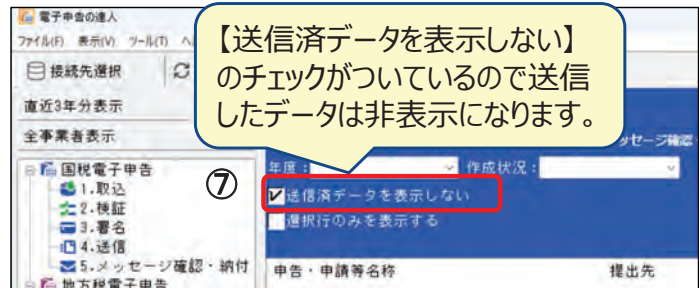 電子申告の達人
ファイル(F) 表示(V) ツール(T)
【送信済データを表示しない】
のチェックがついているので送信
したデータは非表示になります。
接続先選択
直近3年分表示
全事業者表示
ッセージ確認
国税電子申告
1.取込
2.検証
3.署名
4.送信
5.メッセージ確認・納付
地方税電子申告
⑦
年度: 作成状況:
送信済データを表示しない
選択行のみを表示する
申告・申請等名称 提出先